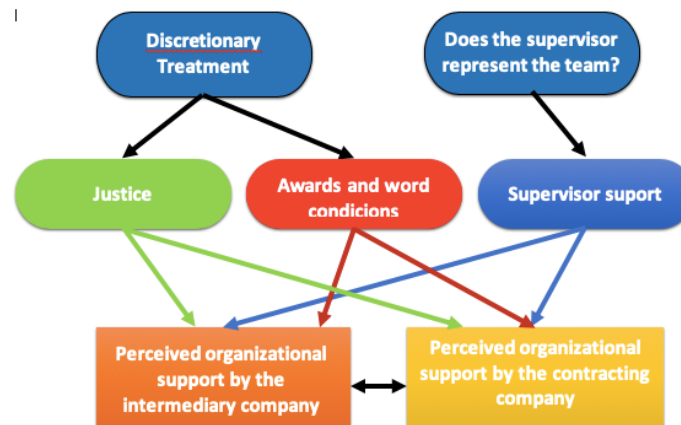 Discretionary
Treatment
Does the supervisor
represent the team?
Justice
Awards and word
condicions
Supervisor suport
Perceived organizational
support by the
intermediary company
Perceived organizational
support by the contracting
company